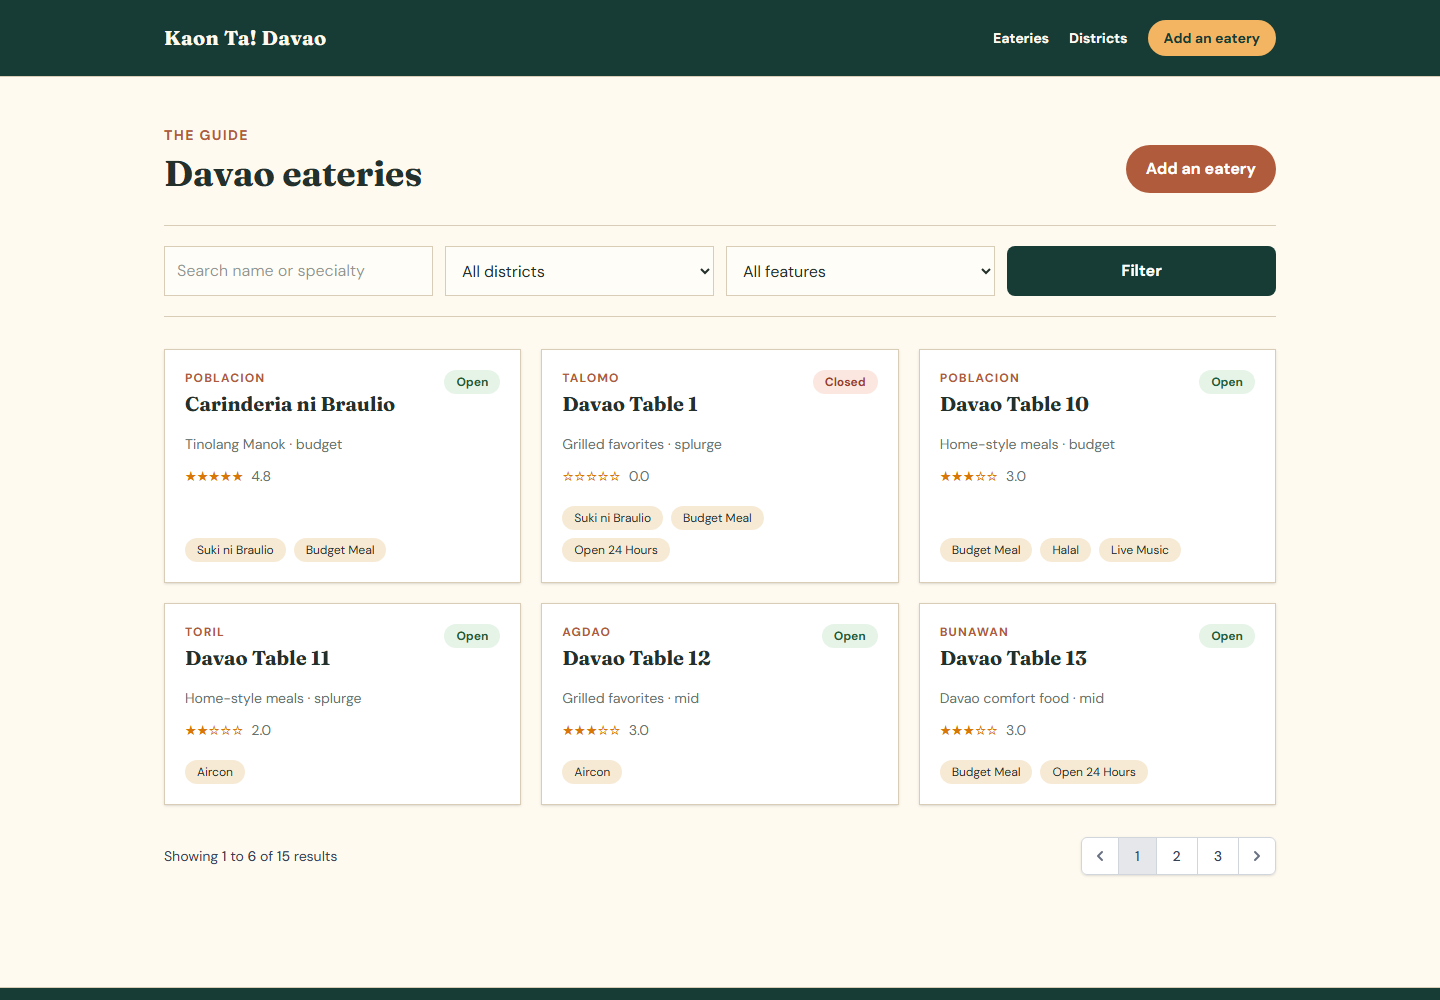 Kaon Ta! Davao
Eateries Districts Add an eatery
THE GUIDE
Davao eateries
Add an eatery
Search name or specialty
All districts
All features
Filter
POBLACION
Open
Carinderia ni Braulio
Tinolang Manok · budget
★★★★★ 4.8
Suki ni Braulio Budget Meal
TALOMO
Closed
Davao Table 1
Grilled favorites · splurge
☆☆☆☆☆ 0.0
Suki ni Braulio Budget Meal
Open 24 Hours
POBLACION
Open
Davao Table 10
Home-style meals · budget
★★★☆☆ 3.0
Budget Meal Halal Live Music
TORIL
Open
Davao Table 11
Home-style meals · splurge
★★☆☆☆ 2.0
Aircon
AGDAO
Open
Davao Table 12
Grilled favorites · mid
★★★☆☆ 3.0
Aircon
BUNAWAN
Open
Davao Table 13
Davao comfort food · mid
★★★☆☆ 3.0
Budget Meal Open 24 Hours
Showing 1 to 6 of 15 results
1 2 3